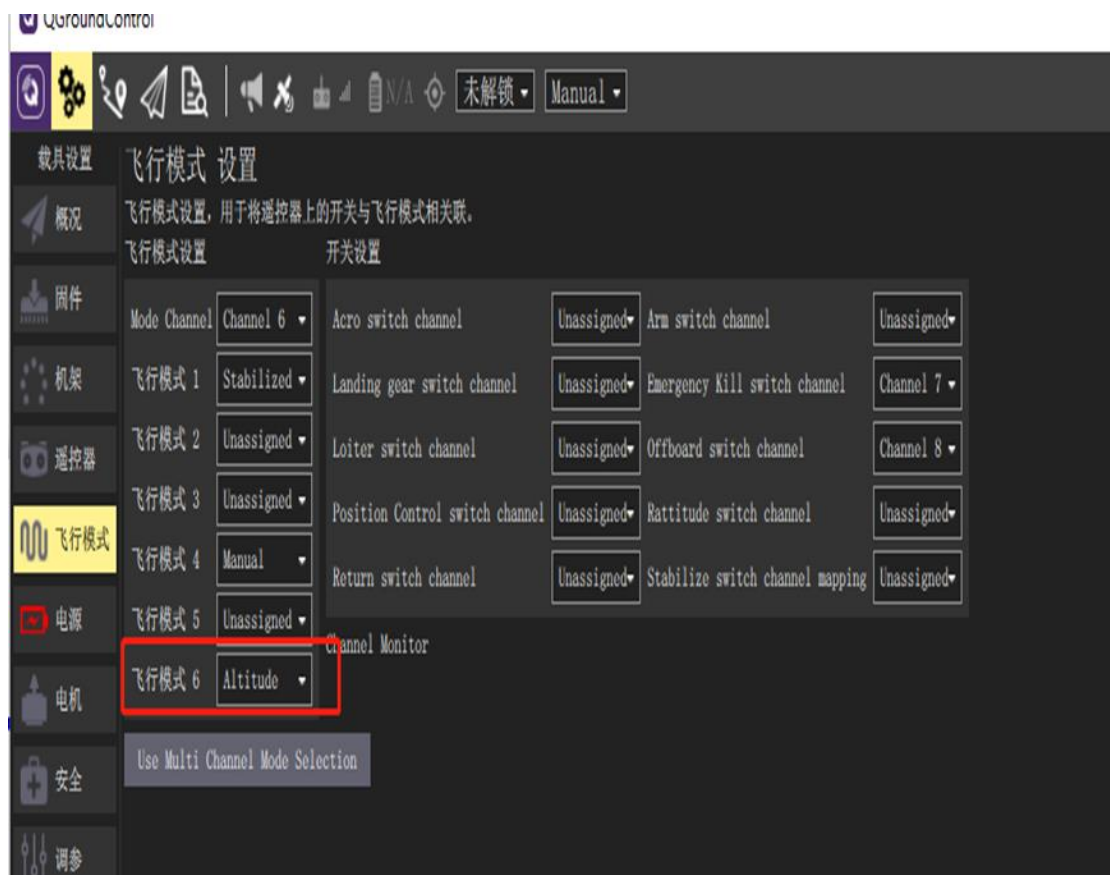 QGroundControl
N/A 未解锁 Manual
载具设置
概况
固件
机架
遥控器
飞行模式
电源
电机
安全
调参
飞行模式 设置
飞行模式设置，用于将遥控器上的开关与飞行模式相关联。
飞行模式设置
Mode Channel Channel 6
飞行模式 1 Stabilized
飞行模式 2 Unassigned
飞行模式 3 Unassigned
飞行模式 4 Manual
飞行模式 5 Unassigned
飞行模式 6 Altitude
Use Multi Channel Mode Selection
开关设置
Acro switch channel Unassigned Arm switch channel Unassigned
Landing gear switch channel Unassigned Emergency Kill switch channel Channel 7
Loiter switch channel Unassigned Offboard switch channel Channel 8
Position Control switch channel Unassigned Rattitude switch channel Unassigned
Return switch channel Unassigned Stabilize switch channel mapping Unassigned
Channel Monitor